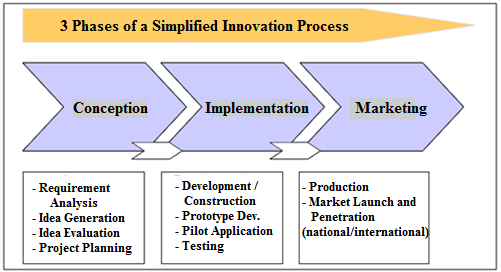 3 Phases of a Simplified Innovation Process
Conception
Implementation
Marketing
- Requirement
Analysis
- Idea Generation
- Idea Evaluation
- Project Planning
- Development /
Construction
- Prototype Dev.
- Pilot Application
- Testing
- Production
- Market Launch and
Penetration
(national/international)